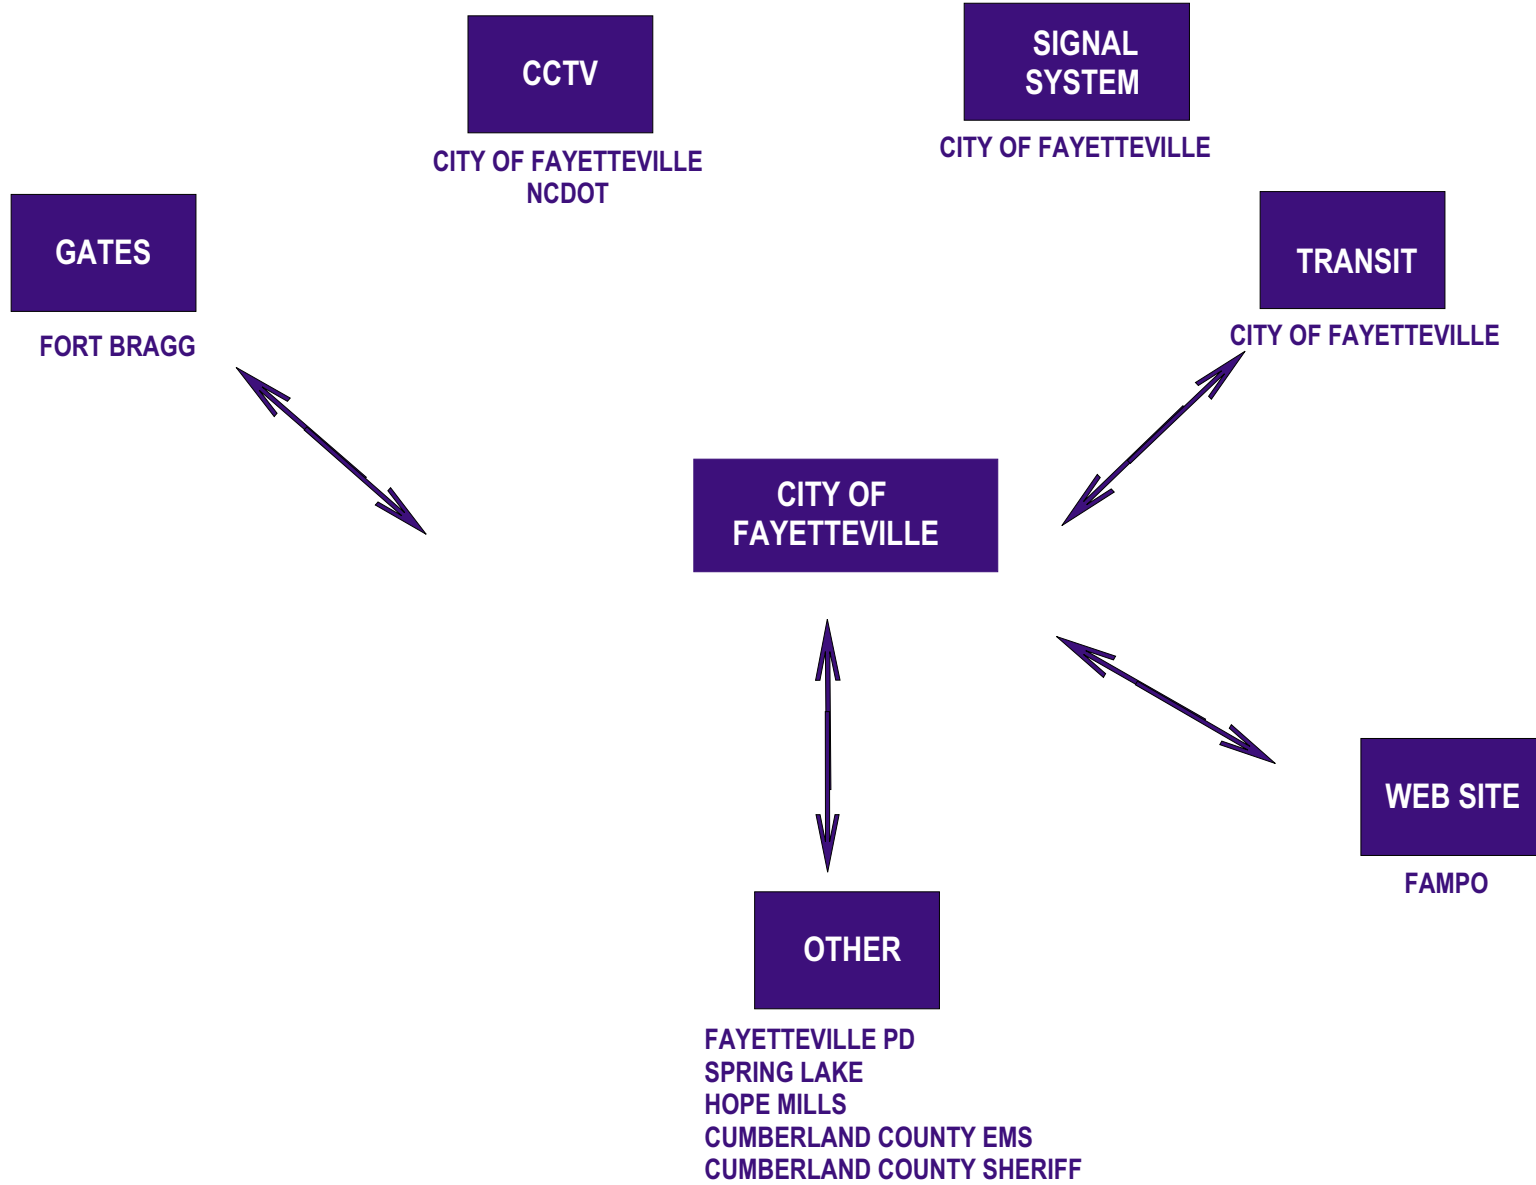 CCTV
CITY OF FAYETTEVILLE
NCDOT
SIGNAL
SYSTEM
CITY OF FAYETTEVILLE
GATES
FORT BRAGG
TRANSIT
CITY OF FAYETTEVILLE
CITY OF
FAYETTEVILLE
WEB SITE
FAMPO
OTHER
FAYETTEVILLE PD
SPRING LAKE
HOPE MILLS
CUMBERLAND COUNTY EMS
CUMBERLAND COUNTY SHERIFF